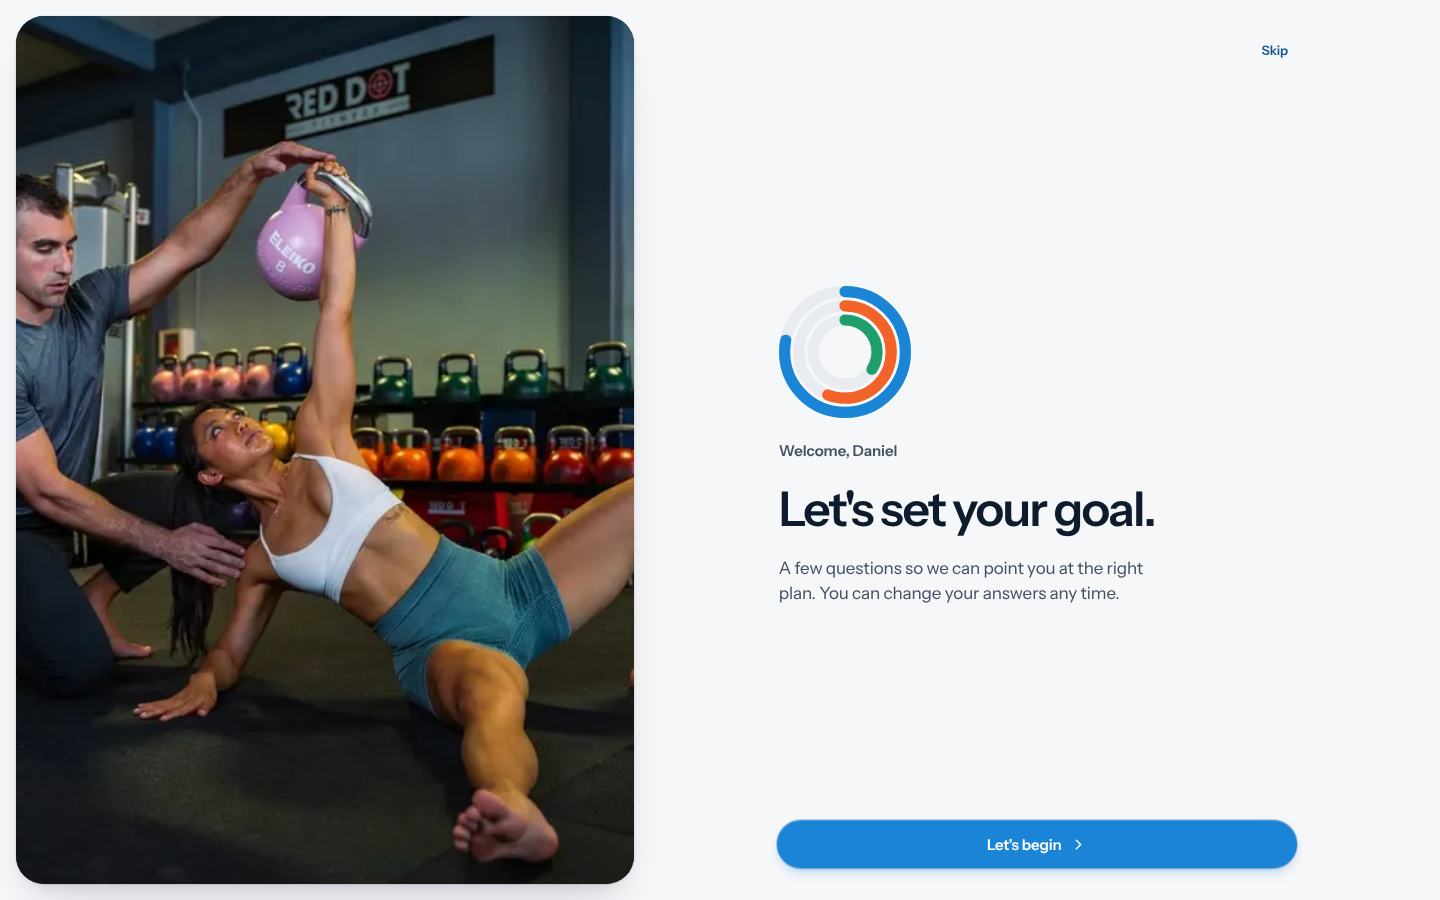 Skip
RED DOT
FITNESS
ELEIKO
8
Welcome, Daniel
Let's set your goal.
A few questions so we can point you at the right
plan. You can change your answers any time.
Let's begin